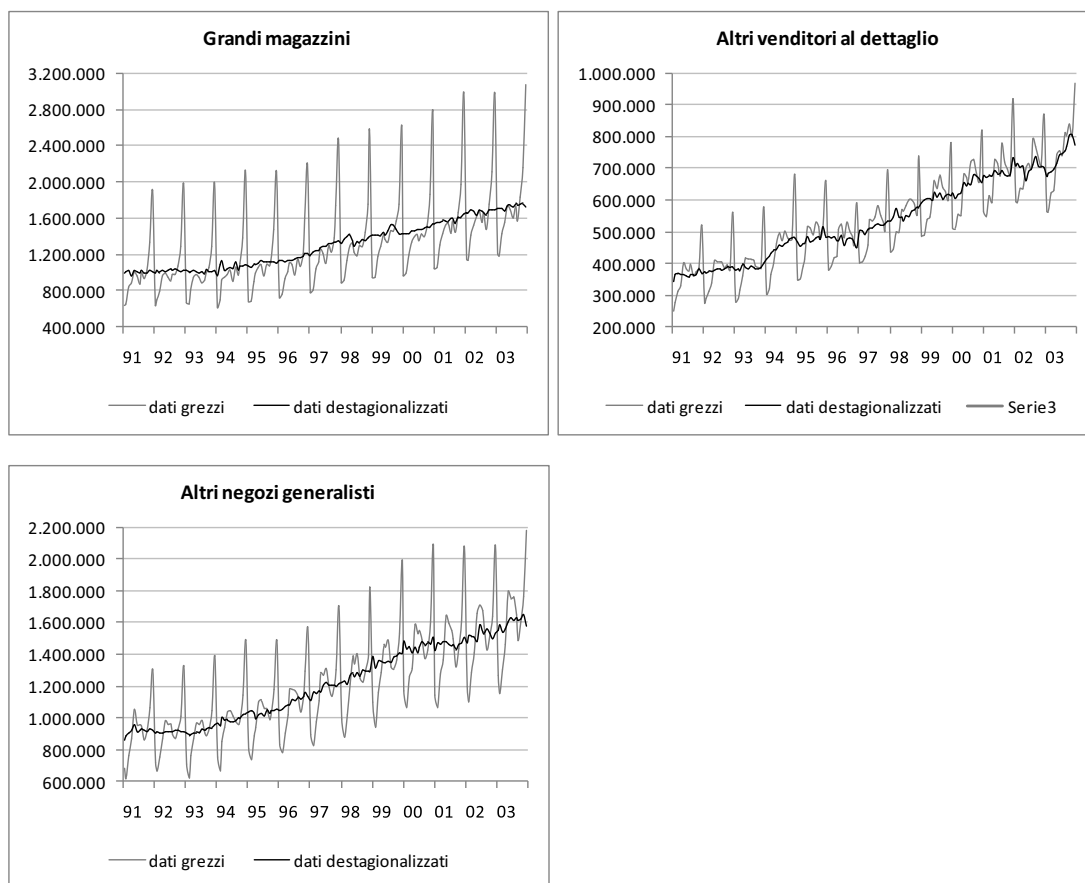 Grandi magazzini
3.200.000
2.800.000
2.400.000
2.000.000
1.600.000
1.200.000
800.000
400.000
91 92 93 94 95 96 97 98 99 00 01 02 03
dati grezzi dati destagionalizzati
Altri venditori al dettaglio
1.000.000
900.000
800.000
700.000
600.000
500.000
400.000
300.000
200.000
91 92 93 94 95 96 97 98 99 00 01 02 03
dati grezzi dati destagionalizzati Serie3
Altri negozi generalisti
2.200.000
2.000.000
1.800.000
1.600.000
1.400.000
1.200.000
1.000.000
800.000
600.000
91 92 93 94 95 96 97 98 99 00 01 02 03
dati grezzi dati destagionalizzati